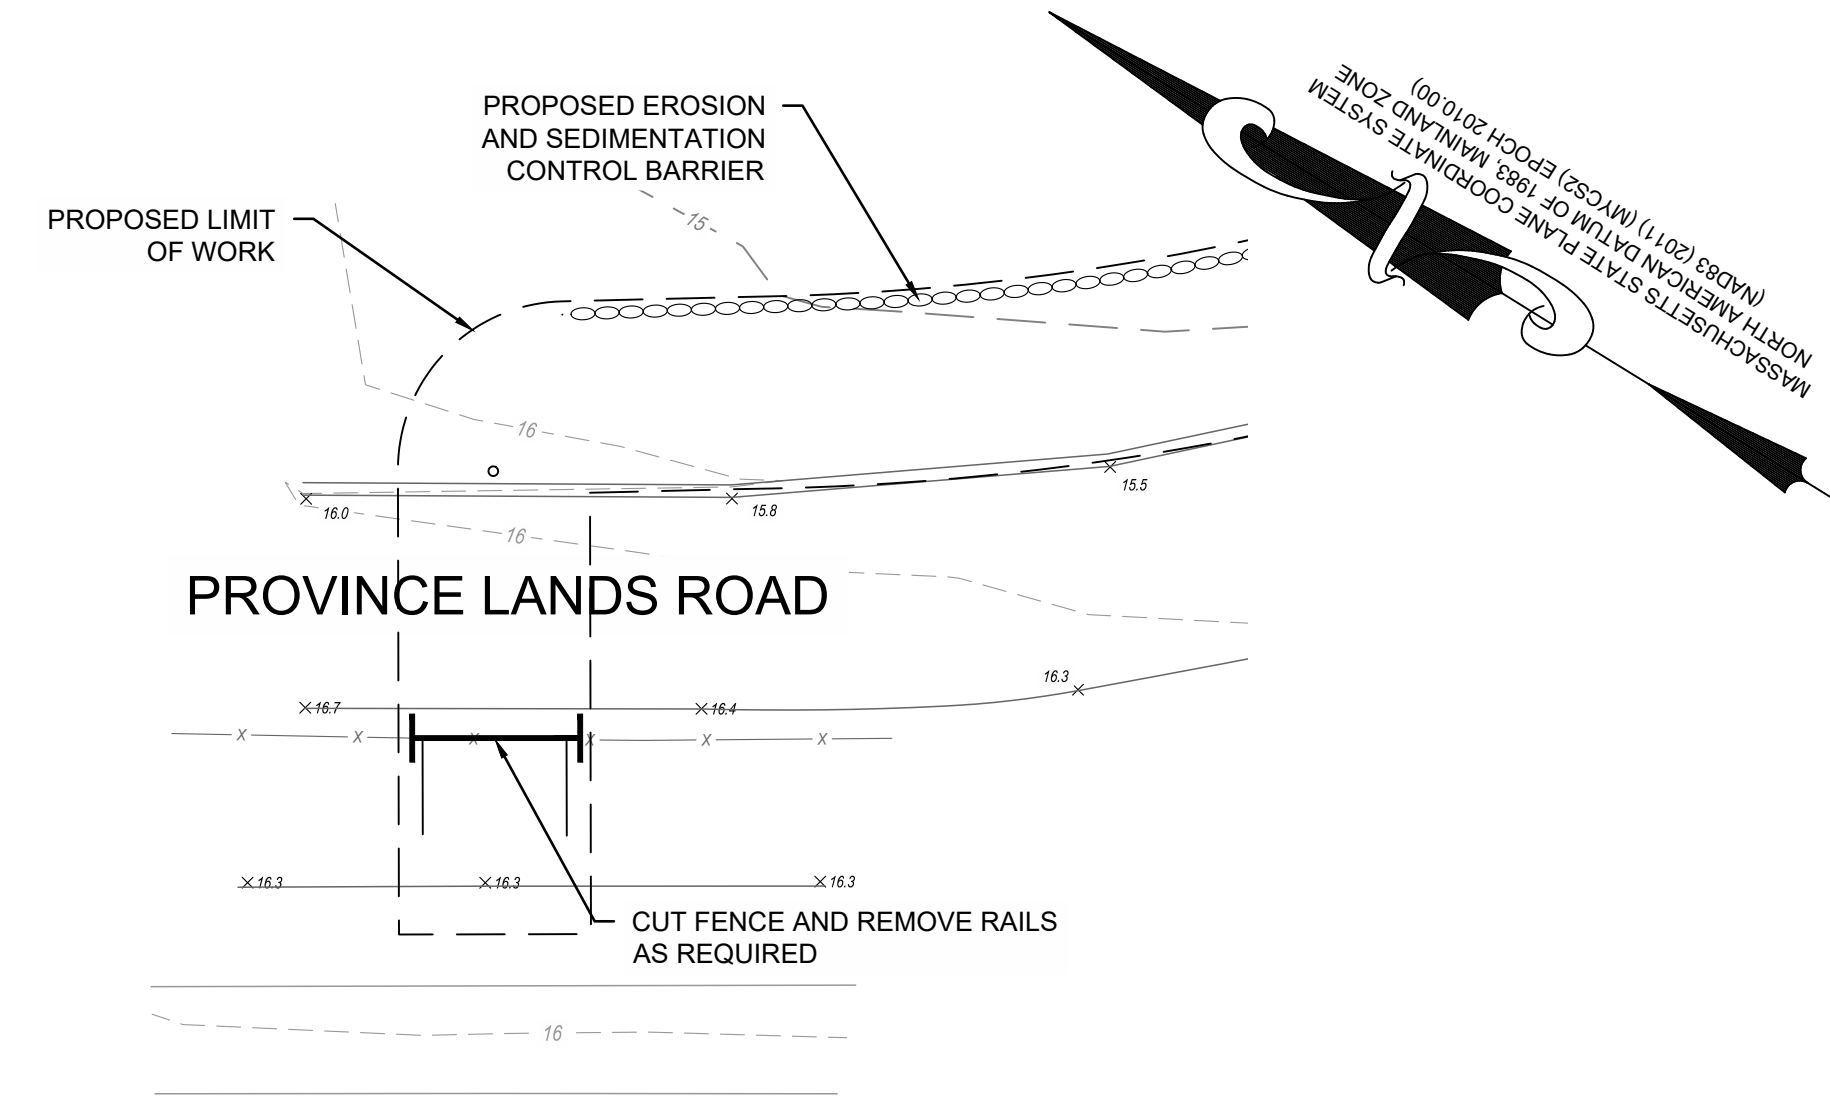 PROPOSED EROSION
AND SEDIMENTATION
CONTROL BARRIER
PROPOSED LIMIT
OF WORK
MASSACHUSETTS STATE PLANE COORDINATE SYSTEM
NORTH AMERICAN DATUM OF 1983, MAINLAND ZONE
(NAD83 (2011) (MYCS2) EPOCH 2010.00)
15
16
16.0
15.8
15.5
16
PROVINCE LANDS ROAD
16.3
16.7
16.4
X X X X X X
16.3
16.3
16.3
CUT FENCE AND REMOVE RAILS
AS REQUIRED
16